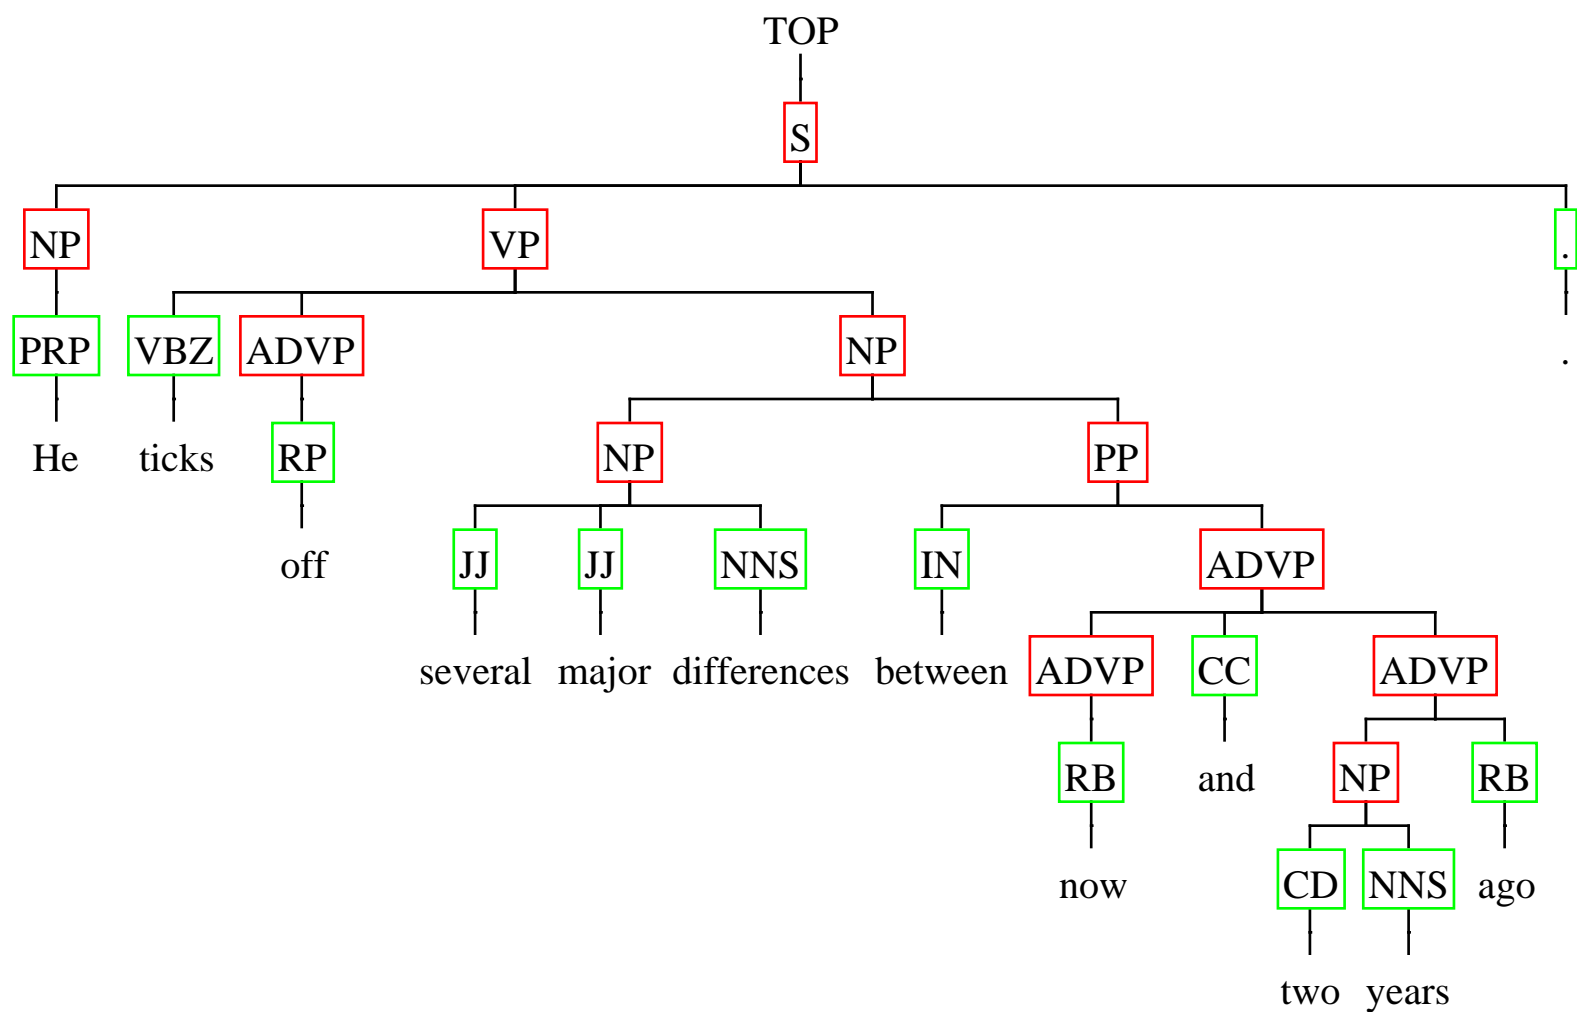 TOP
S
NP VP .
PRP VBZ ADVP NP .
He ticks RP NP PP
off JJ JJ NNS IN ADVP
several major differences between ADVP CC ADVP
RB and NP RB
now CD NNS ago
two years